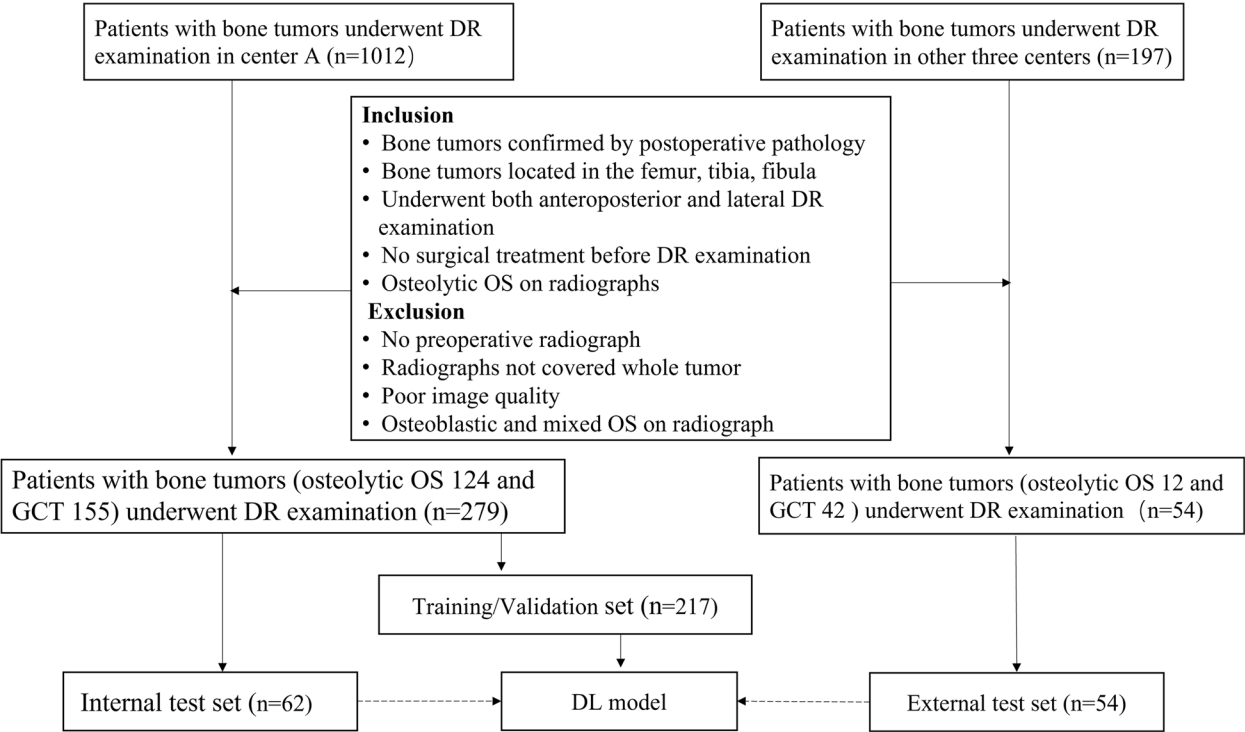 Patients with bone tumors underwent DR
examination in center A (n=1012)
Patients with bone tumors underwent DR
examination in other three centers (n=197)
Inclusion
• Bone tumors confirmed by postoperative pathology
• Bone tumors located in the femur, tibia, fibula
• Underwent both anteroposterior and lateral DR
examination
• No surgical treatment before DR examination
• Osteolytic OS on radiographs
Exclusion
• No preoperative radiograph
• Radiographs not covered whole tumor
• Poor image quality
• Osteoblastic and mixed OS on radiograph
Patients with bone tumors (osteolytic OS 124 and
GCT 155) underwent DR examination (n=279)
Patients with bone tumors (osteolytic OS 12 and
GCT 42 ) underwent DR examination (n=54)
Training/Validation set (n=217)
Internal test set (n=62)
DL model
External test set (n=54)